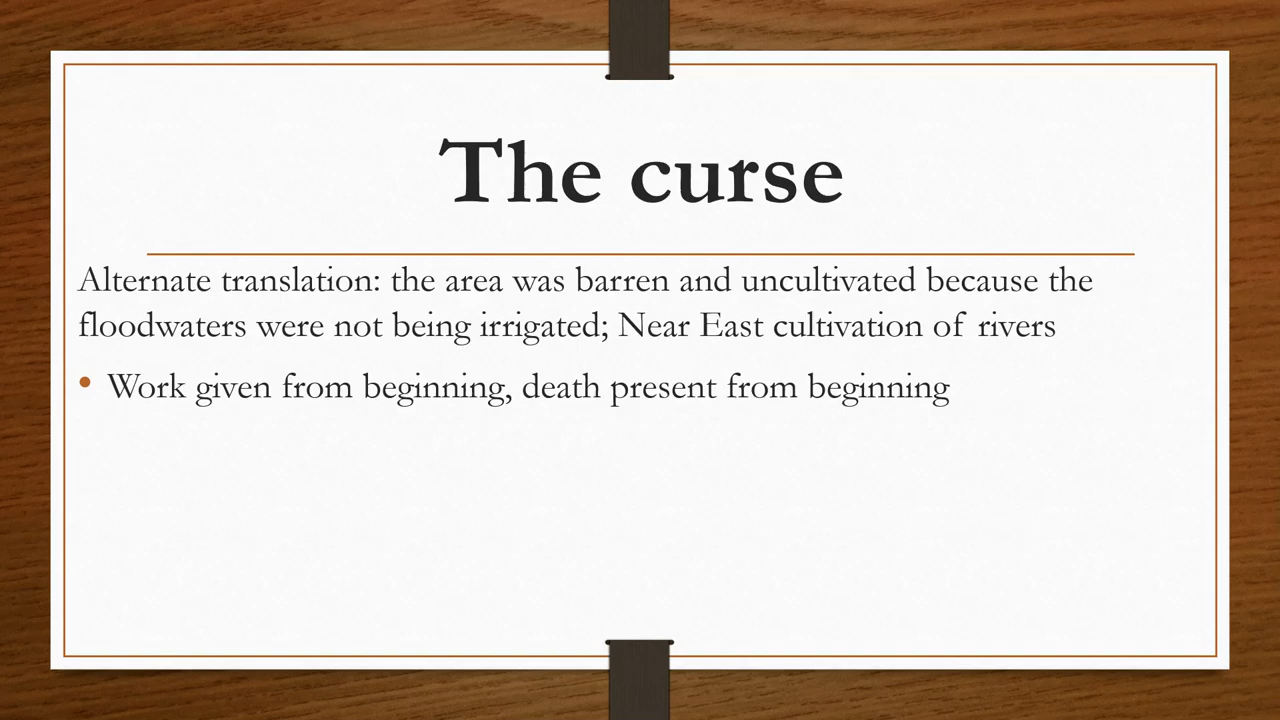 The curse
Alternate translation: the area was barren and uncultivated because the
floodwaters were not being irrigated; Near East cultivation of rivers
• Work given from beginning, death present from beginning